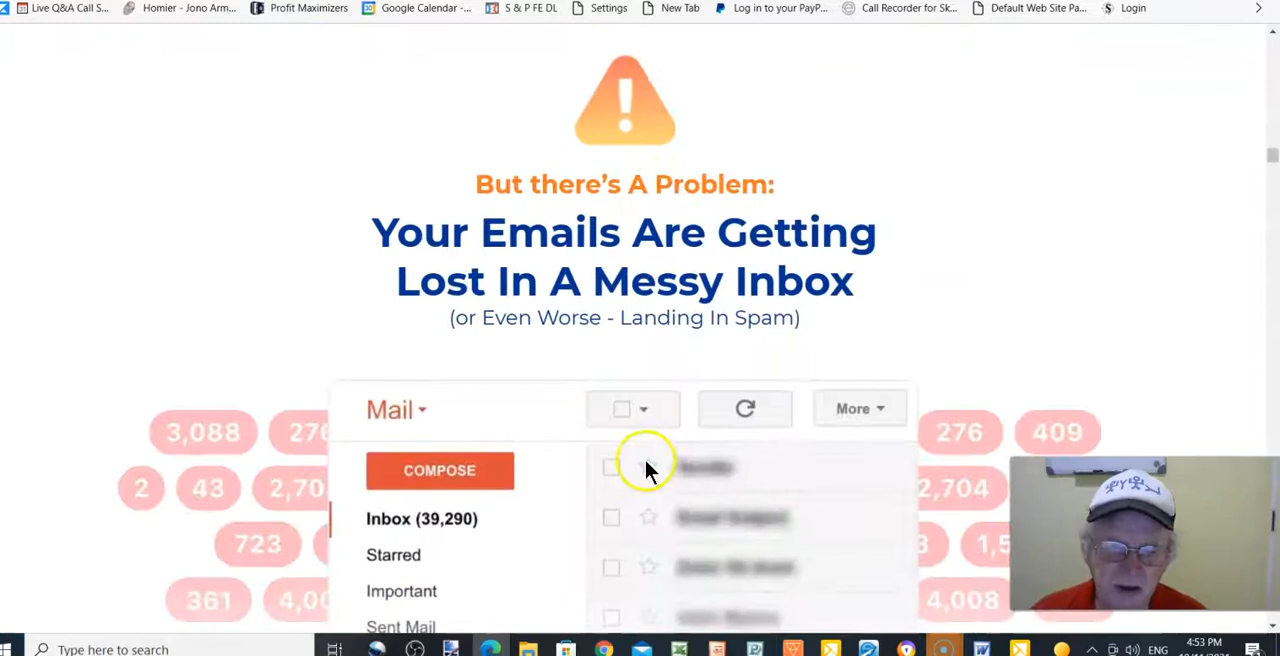 Live Q&A Call S...
Homier - Jono Arm...
Profit Maximizers
Google Calendar -...
S & P FE DL
Settings
New Tab
Log in to your PayP...
Call Recorder for Sk...
Default Web Site Pa...
Login
But there's A Problem:
Your Emails Are Getting
Lost In A Messy Inbox
(or Even Worse - Landing In Spam)
Mail
More
3,088
276
409
COMPOSE
2
43
2,704
Inbox (39,290)
723
Starred
Important
361
4,008
Sent Mail
Type here to search
4:53 PM
ENG